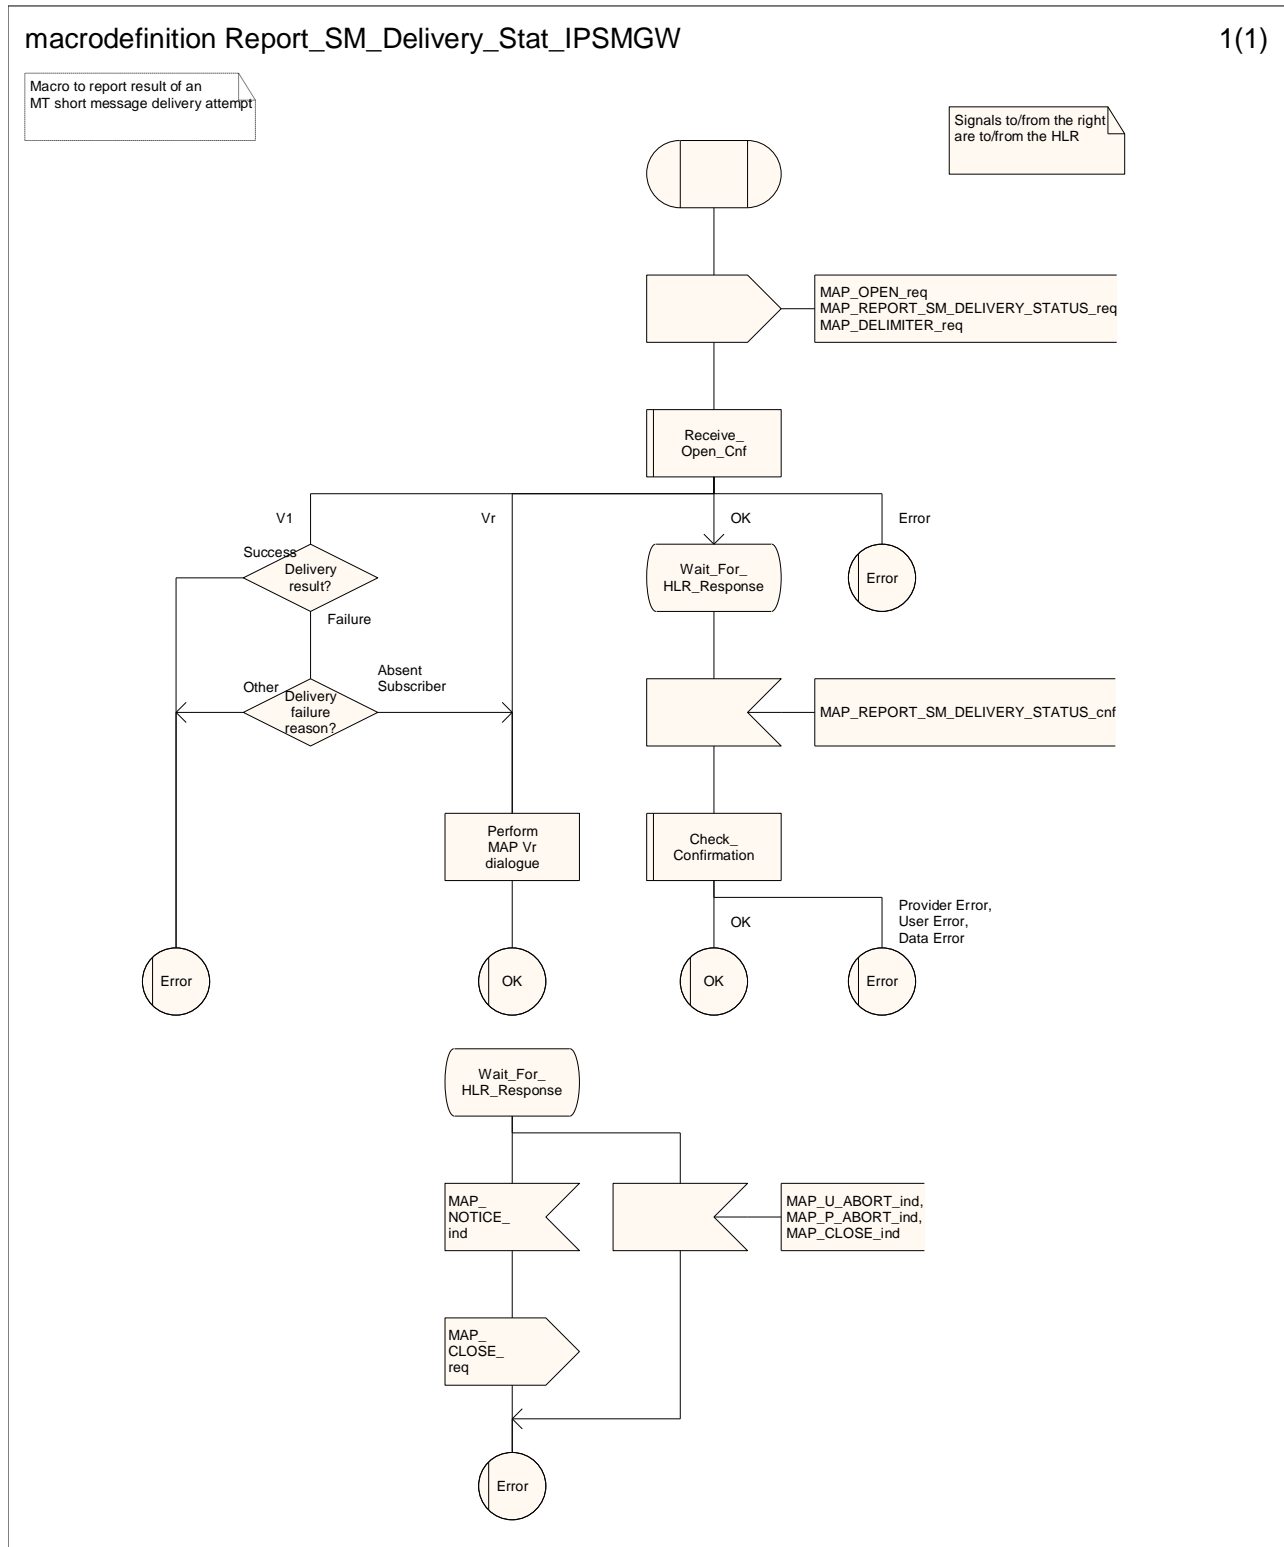 macrodefinition Report_SM_Delivery_Stat_IPSMGW
1(1)
Macro to report result of an
MT short message delivery attempt
Signals to/from the right
are to/from the HLR
MAP_OPEN_req
MAP_REPORT_SM_DELIVERY_STATUS_req
MAP_DELIMITER_req
Receive_
Open_Cnf
V1
Vr
OK
Error
Success
Delivery
result?
Wait_For_
HLR_Response
Error
Failure
Other
Delivery
failure
reason?
Absent
Subscriber
MAP_REPORT_SM_DELIVERY_STATUS_cnf
Perform
MAP Vr
dialogue
Check_
Confirmation
OK
Provider Error,
User Error,
Data Error
Error
OK
OK
Error
Wait_For_
HLR_Response
MAP_
NOTICE_
ind
MAP_U_ABORT_ind,
MAP_P_ABORT_ind,
MAP_CLOSE_ind
MAP_
CLOSE_
req
Error